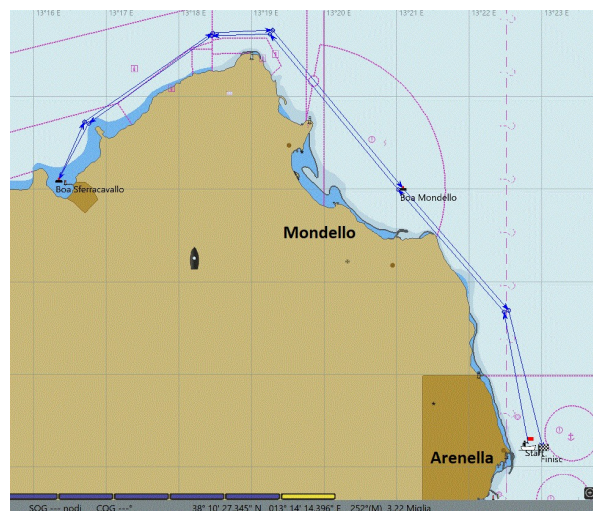 13°16 E 13°17 E 13°18 E 13°19 E 13°20 E 13°21 E 13°22 E 13°23 E
Boa Sferracavallo
Boa Mondello
Mondello
Arenella
Start
Finisc
SOG --- nodi COG ---° 38° 10' 27.345" N 013° 14' 14.396" E 252°(M) 3.22 Miglia